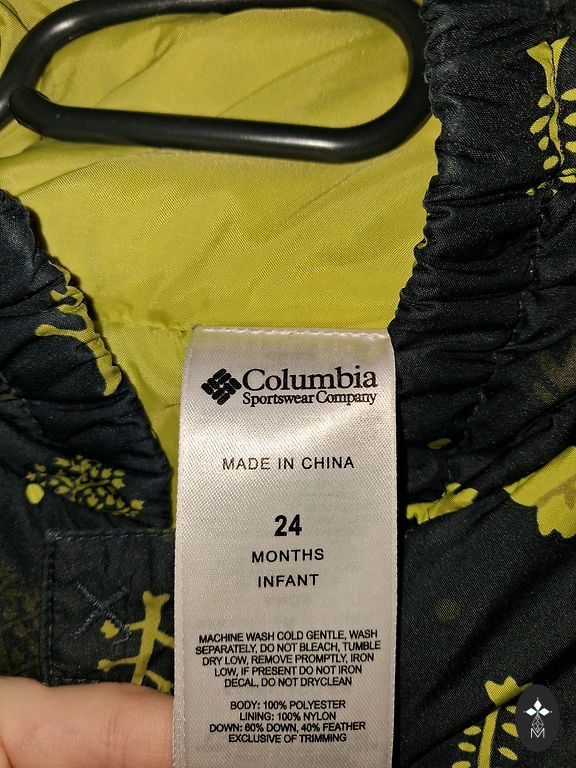 Columbia
Sportswear Company
MADE IN CHINA
24
MONTHS
INFANT
MACHINE WASH COLD GENTLE, WASH
SEPARATELY, DO NOT BLEACH, TUMBLE
DRY LOW, REMOVE PROMPTLY, IRON
LOW, IF PRESENT DO NOT IRON
DECAL, DO NOT DRYCLEAN
BODY: 100% POLYESTER
LINING: 100% NYLON
DOWN: 60% DOWN, 40% FEATHER
EXCLUSIVE OF TRIMMING
M